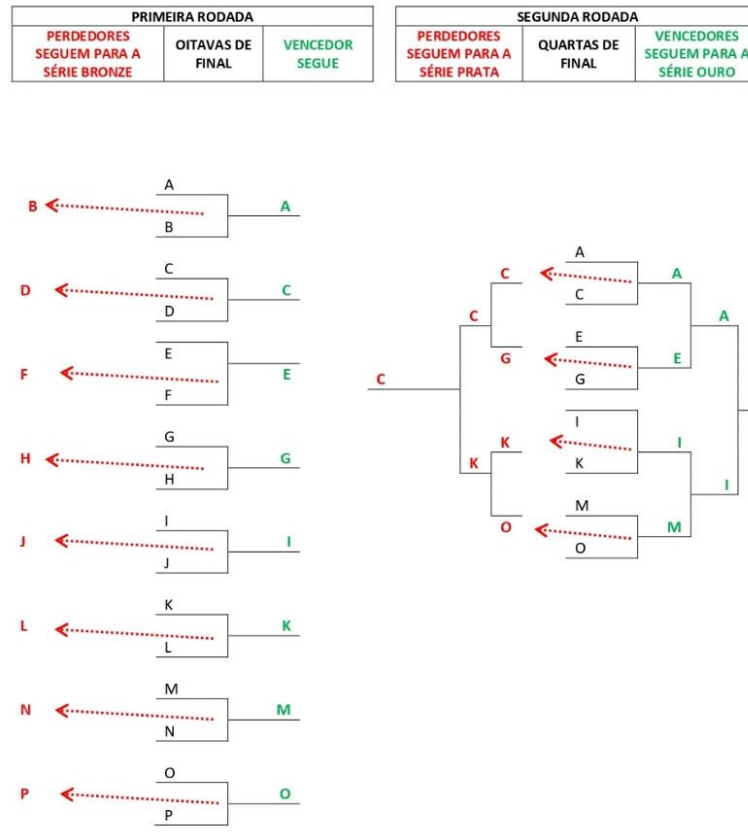 PRIMEIRA RODADA
PERDEDORES
SEGUEM PARA A
SÉRIE BRONZE
OITAVAS DE
FINAL
VENCEDOR
SEGUE
SEGUNDA RODADA
PERDEDORES
SEGUEM PARA A
SÉRIE PRATA
QUARTAS DE
FINAL
VENCEDORES
SEGUEM PARA A
SÉRIE OURO
A
B
B
A
C
D
D
C
E
F
F
E
G
H
H
G
I
J
J
I
K
L
L
K
M
N
N
M
O
P
P
O
A
C
C
A
C
A
E
G
G
E
C
I
K
K
I
K
I
M
O
O
M